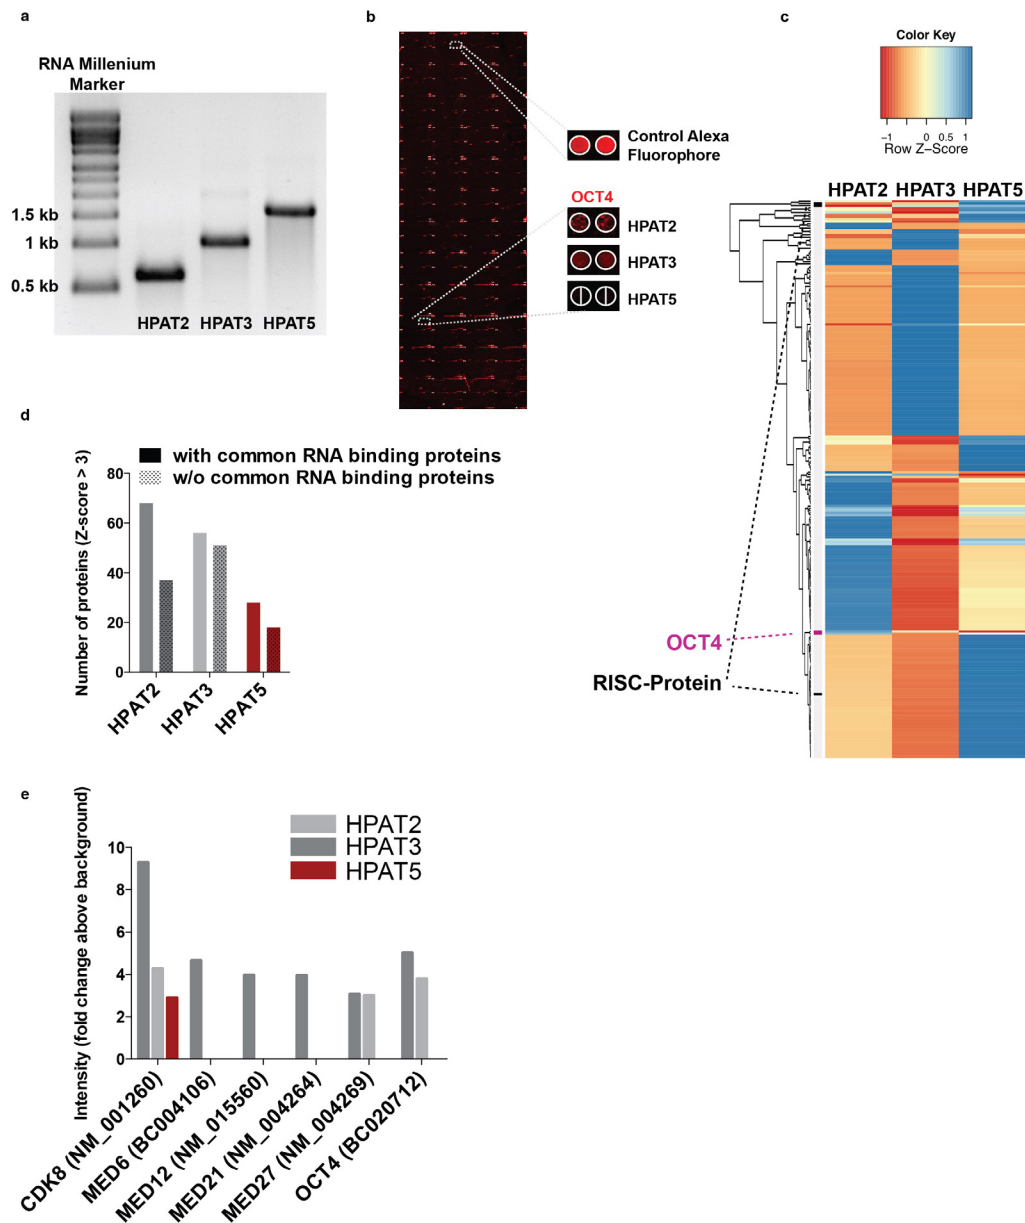 a
RNA Millenium
Marker
1.5 kb
1 kb
0.5 kb
HPAT2 HPAT3 HPAT5
b
Control Alexa
Fluorophore
OCT4
HPAT2
HPAT3
HPAT5
c
Color Key
−1 0 0.5 1
Row Z-Score
HPAT2 HPAT3 HPAT5
OCT4
RISC-Protein
d
with common RNA binding proteins
w/o common RNA binding proteins
Number of proteins (Z-score > 3)
80
60
40
20
0
HPAT2
HPAT3
HPAT5
e
HPAT2
HPAT3
HPAT5
Intensity (fold change above background)
10
8
6
4
2
0
CDK8 (NM_001260)
MED6 (BC004106)
MED12 (NM_015560)
MED21 (NM_004264)
MED27 (NM_004269)
OCT4 (BC020712)